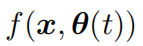 f(𝒙, 𝜽(t))